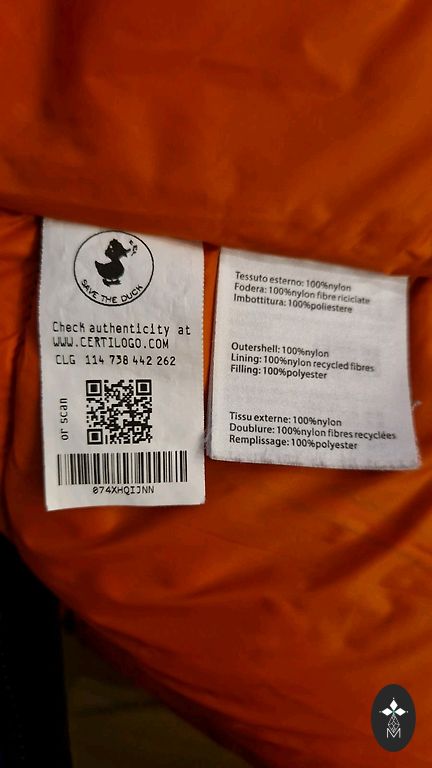 SAVE THE DUCK
Check authenticity at
WWW.CERTILOGO.COM
CLG 114 738 442 262
or scan
074XHQIJNN
Tessuto esterno: 100%nylon
Fodera: 100%nylon fibre riciclate
Imbottitura: 100%poliestere
Outershell: 100%nylon
Lining: 100%nylon recycled fibres
Filling: 100%polyester
Tissu externe: 100%nylon
Doublure: 100%nylon fibres recyclées
Remplissage: 100%polyester
M